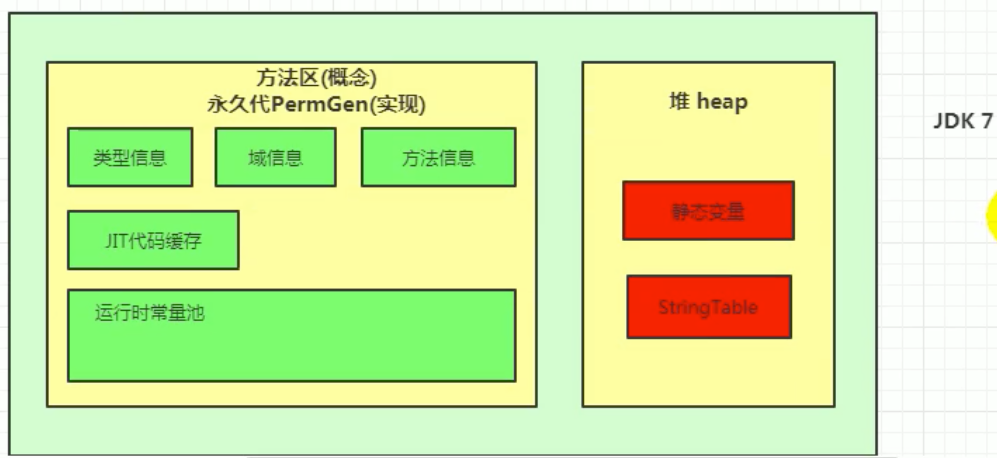 方法区(概念)
永久代PermGen(实现)
类型信息
域信息
方法信息
JIT代码缓存
运行时常量池
堆 heap
静态变量
StringTable
JDK 7